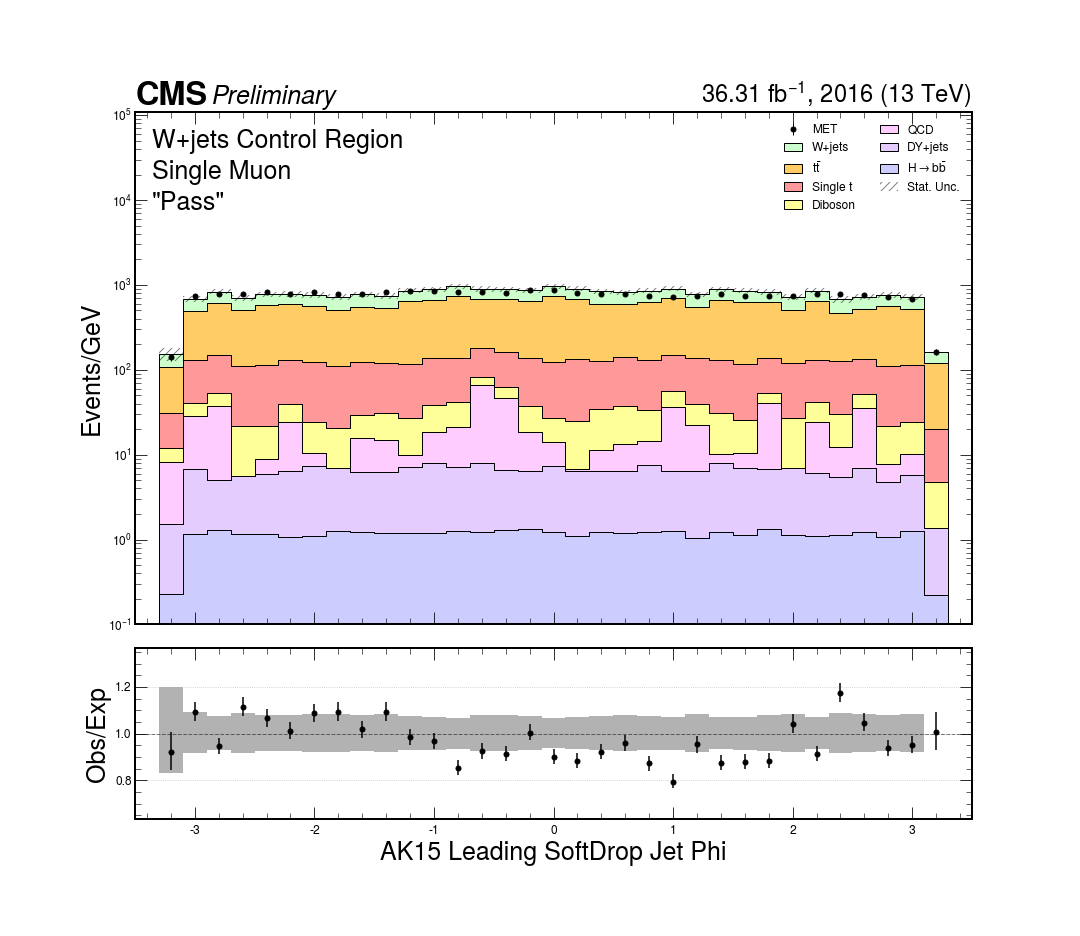 CMS Preliminary
36.31 fb⁻¹, 2016 (13 TeV)
W+jets Control Region
Single Muon
"Pass"
MET
W+jets
tt̄
Single t
Diboson
QCD
DY+jets
H→bb̄
Stat. Unc.
Events/GeV
10⁵
10⁴
10³
10²
10¹
10⁰
10⁻¹
Obs/Exp
1.2
1.0
0.8
-3 -2 -1 0 1 2 3
AK15 Leading SoftDrop Jet Phi